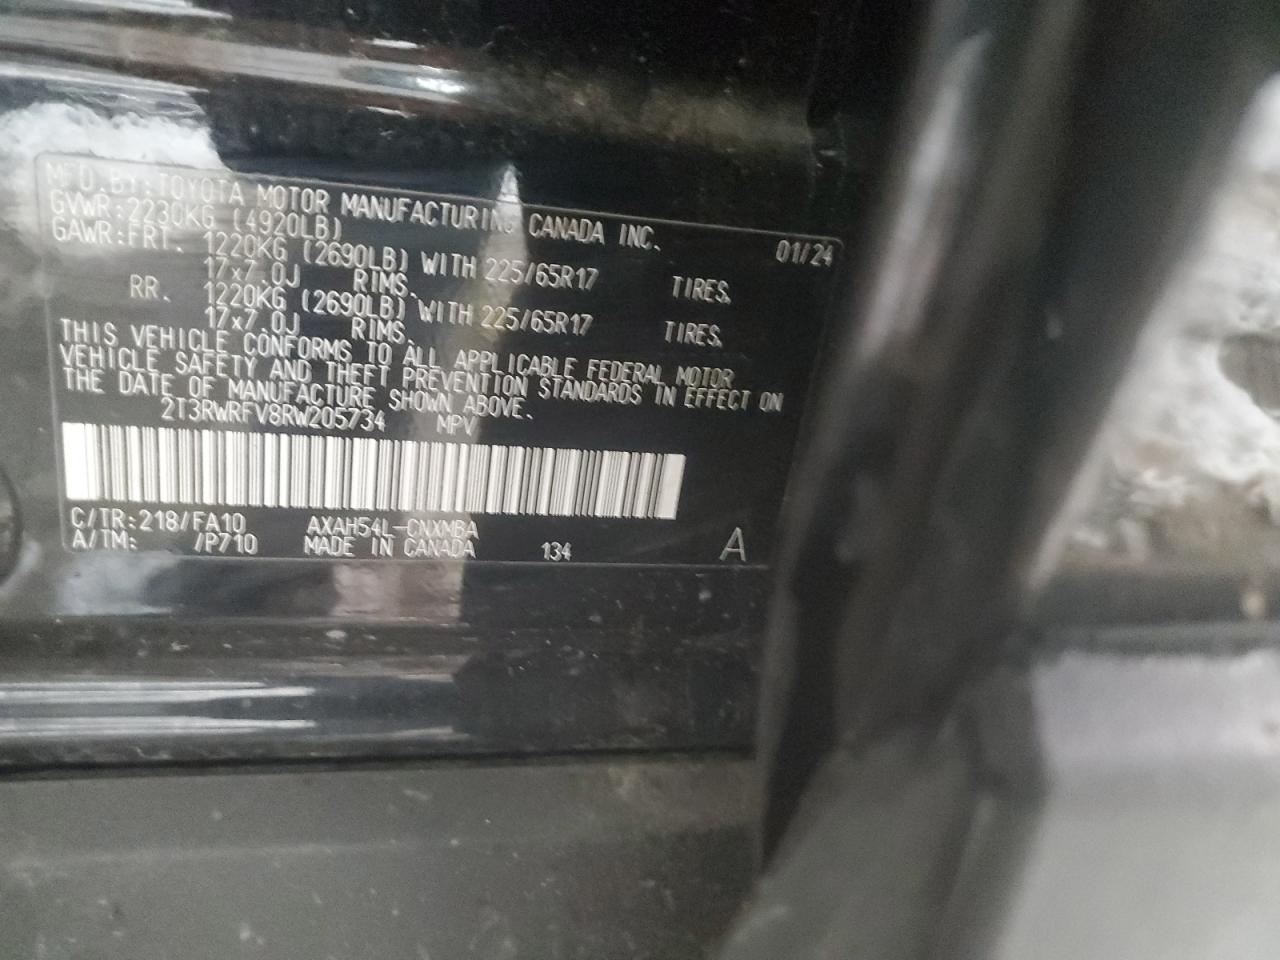 MFD.BY:TOYOTA MOTOR MANUFACTURING CANADA INC. 01/24
GVWR:2230KG (4920LB)
GAWR:FRT. 1220KG (2690LB) WITH 225/65R17 TIRES,
17x7.0J RIMS.
RR. 1220KG (2690LB) WITH 225/65R17 TIRES,
17x7.0J RIMS.
THIS VEHICLE CONFORMS TO ALL APPLICABLE FEDERAL MOTOR
VEHICLE SAFETY AND THEFT PREVENTION STANDARDS IN EFFECT ON
THE DATE OF MANUFACTURE SHOWN ABOVE.
2T3RWRFV8RW205734 MPV
C/TR:218/FA10 AXAH54L-CNXMBA
A/TM: /P710 MADE IN CANADA 134 A